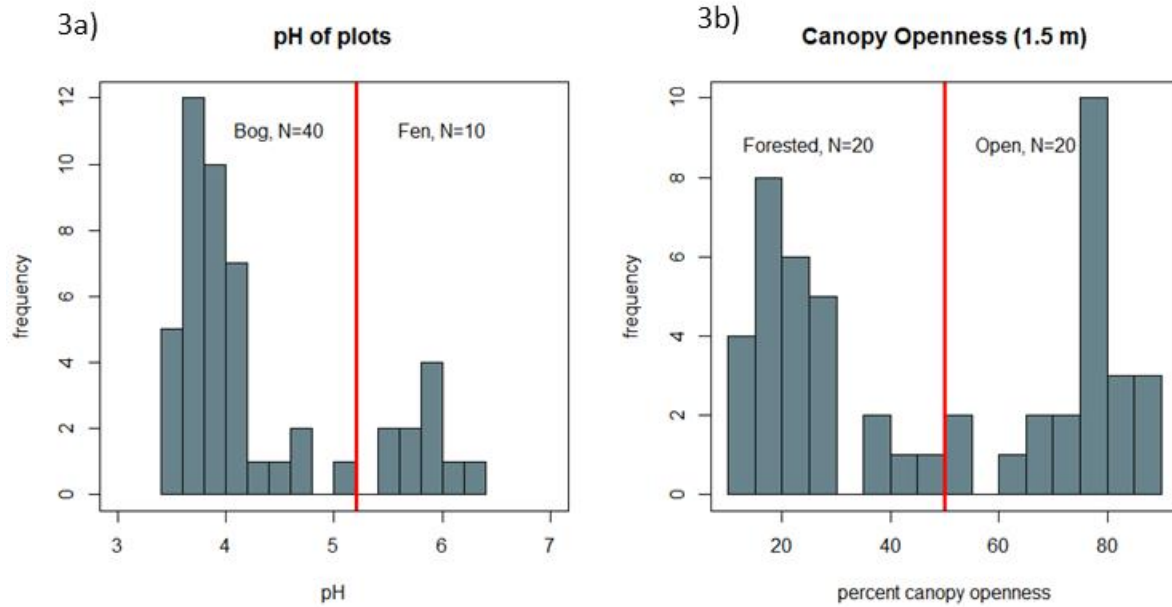 3a)
pH of plots
12
10
8
6
4
2
0
frequency
Bog, N=40
Fen, N=10
3 4 5 6 7
pH
3b)
Canopy Openness (1.5 m)
10
8
6
4
2
0
frequency
Forested, N=20
Open, N=20
20 40 60 80
percent canopy openness